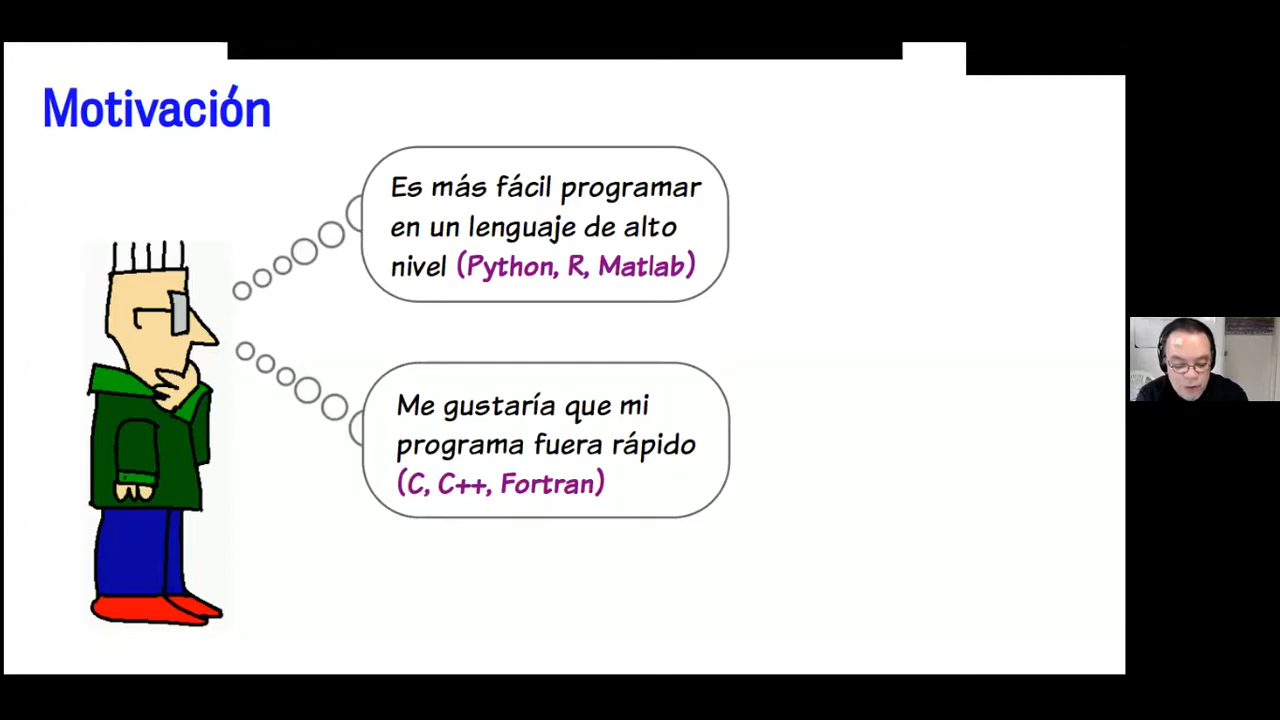 Motivación
Es más fácil programar
en un lenguaje de alto
nivel (Python, R, Matlab)
Me gustaría que mi
programa fuera rápido
(C, C++, Fortran)